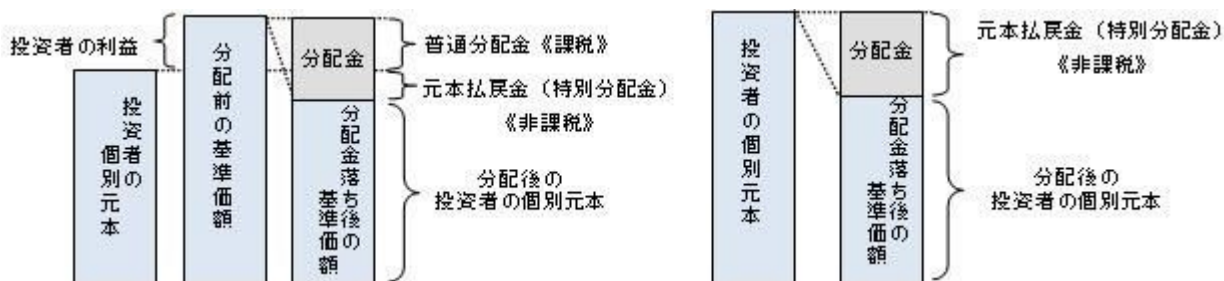 投資者の利益
投資者の
個別元本
分配前の基準価額
分配金
分配金落ち後の
基準価額
普通分配金《課税》
元本払戻金（特別分配金）
《非課税》
分配後の
投資者の個別元本
投資者の個別元本
分配金
分配金落ち後の
基準価額
元本払戻金（特別分配金）
《非課税》
分配後の
投資者の個別元本